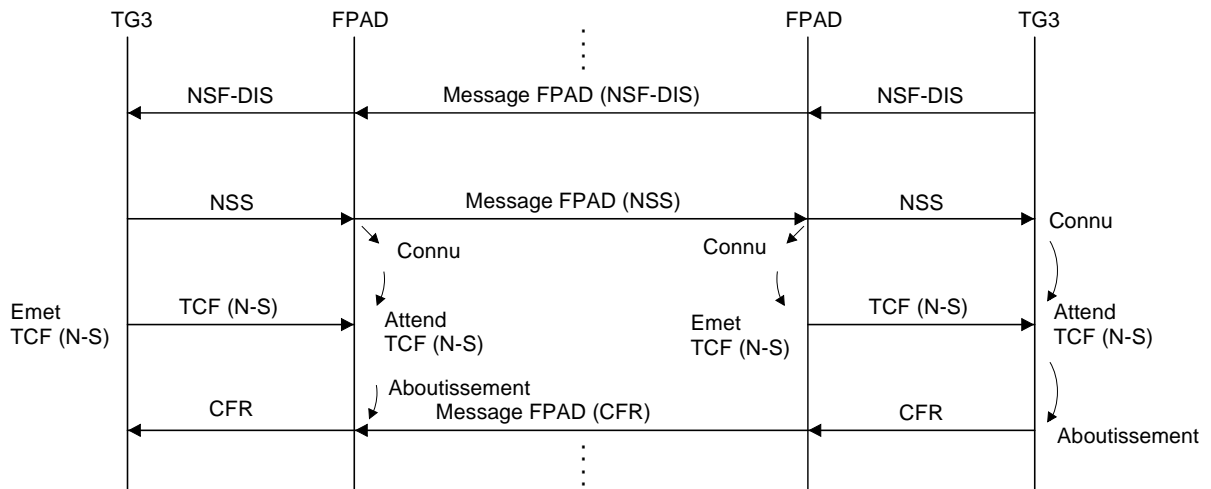 TG3 FPAD FPAD TG3
NSF-DIS Message FPAD (NSF-DIS) NSF-DIS
NSS Message FPAD (NSS) NSS
Connu
Connu Connu
TCF (N-S) TCF (N-S)
Emet
TCF (N-S)
Attend
TCF (N-S)
Emet
TCF (N-S)
Attend
TCF (N-S)
Aboutissement
CFR Message FPAD (CFR) CFR
Aboutissement